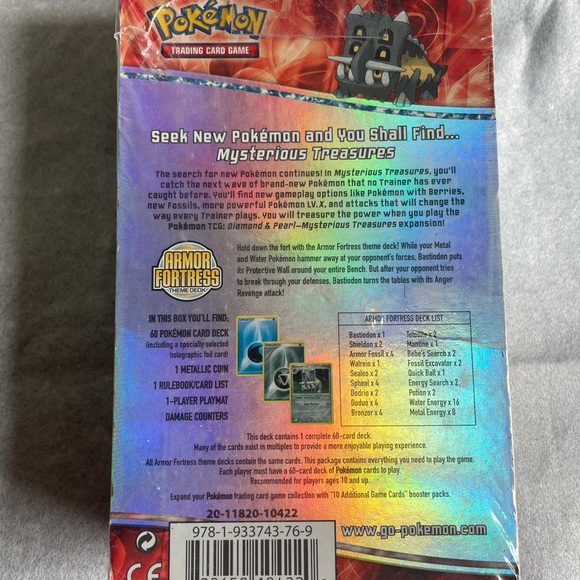 POKéMON
TRADING CARD GAME
Seek New Pokémon and You Shall Find...
Mysterious Treasures
The search for new Pokémon continues! In Mysterious Treasures, you'll
catch the next wave of brand-new Pokémon that no Trainer has ever
caught before. You'll find new gameplay options like Pokémon with Berries,
new Fossils, more powerful Pokémon LV.X, and attacks that will change the
way every Trainer plays. You will treasure the power when you play the
Pokémon TCG: Diamond & Pearl—Mysterious Treasures expansion!
ARMOR
FORTRESS
THEME DECK
Hold down the fort with the Armor Fortress theme deck! While your Metal
and Water Pokémon hammer away at your opponent's forces, Bastiodon puts
its Protective Wall around your entire Bench. But after your opponent tries
to break through your defenses, Bastiodon turns the tables with its Anger
Revenge attack!
IN THIS BOX YOU'LL FIND:
60 POKÉMON CARD DECK
(including a specially selected
holographic foil card)
1 METALLIC COIN
1 RULEBOOK/CARD LIST
1-PLAYER PLAYMAT
DAMAGE COUNTERS
ARMOR FORTRESS DECK LIST
Bastiodon x 1
Shieldon x 2
Armor Fossil x 4
Walrein x 1
Sealeo x 2
Spheal x 4
Dodrio x 2
Doduo x 4
Bronzor x 4
Totodile x 2
Mantine x 1
Bebe's Search x 2
Fossil Excavator x 2
Quick Ball x 1
Energy Search x 2
Potion x 2
Water Energy x 16
Metal Energy x 8
This deck contains 1 complete 60-card deck.
Many of the cards exist in multiples to provide a more enjoyable playing experience.
All Armor Fortress theme decks contain the same cards. This package contains everything you need to play the game.
Each player must have a 60-card deck of Pokémon cards to play.
Recommended for players ages 10 and up.
Expand your Pokémon trading card game collection with "10 Additional Game Cards" booster packs.
20-11820-10422
978-1-933743-76-9
www.go-pokemon.com
CE